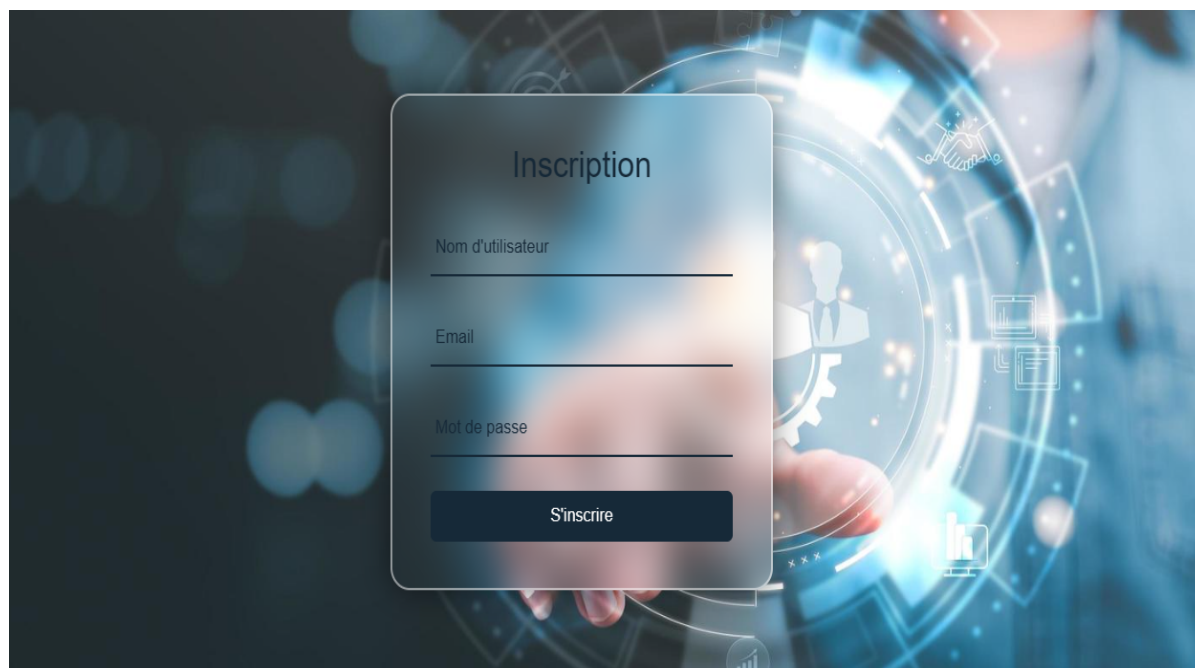 Inscription
Nom d'utilisateur
Email
Mot de passe
S'inscrire